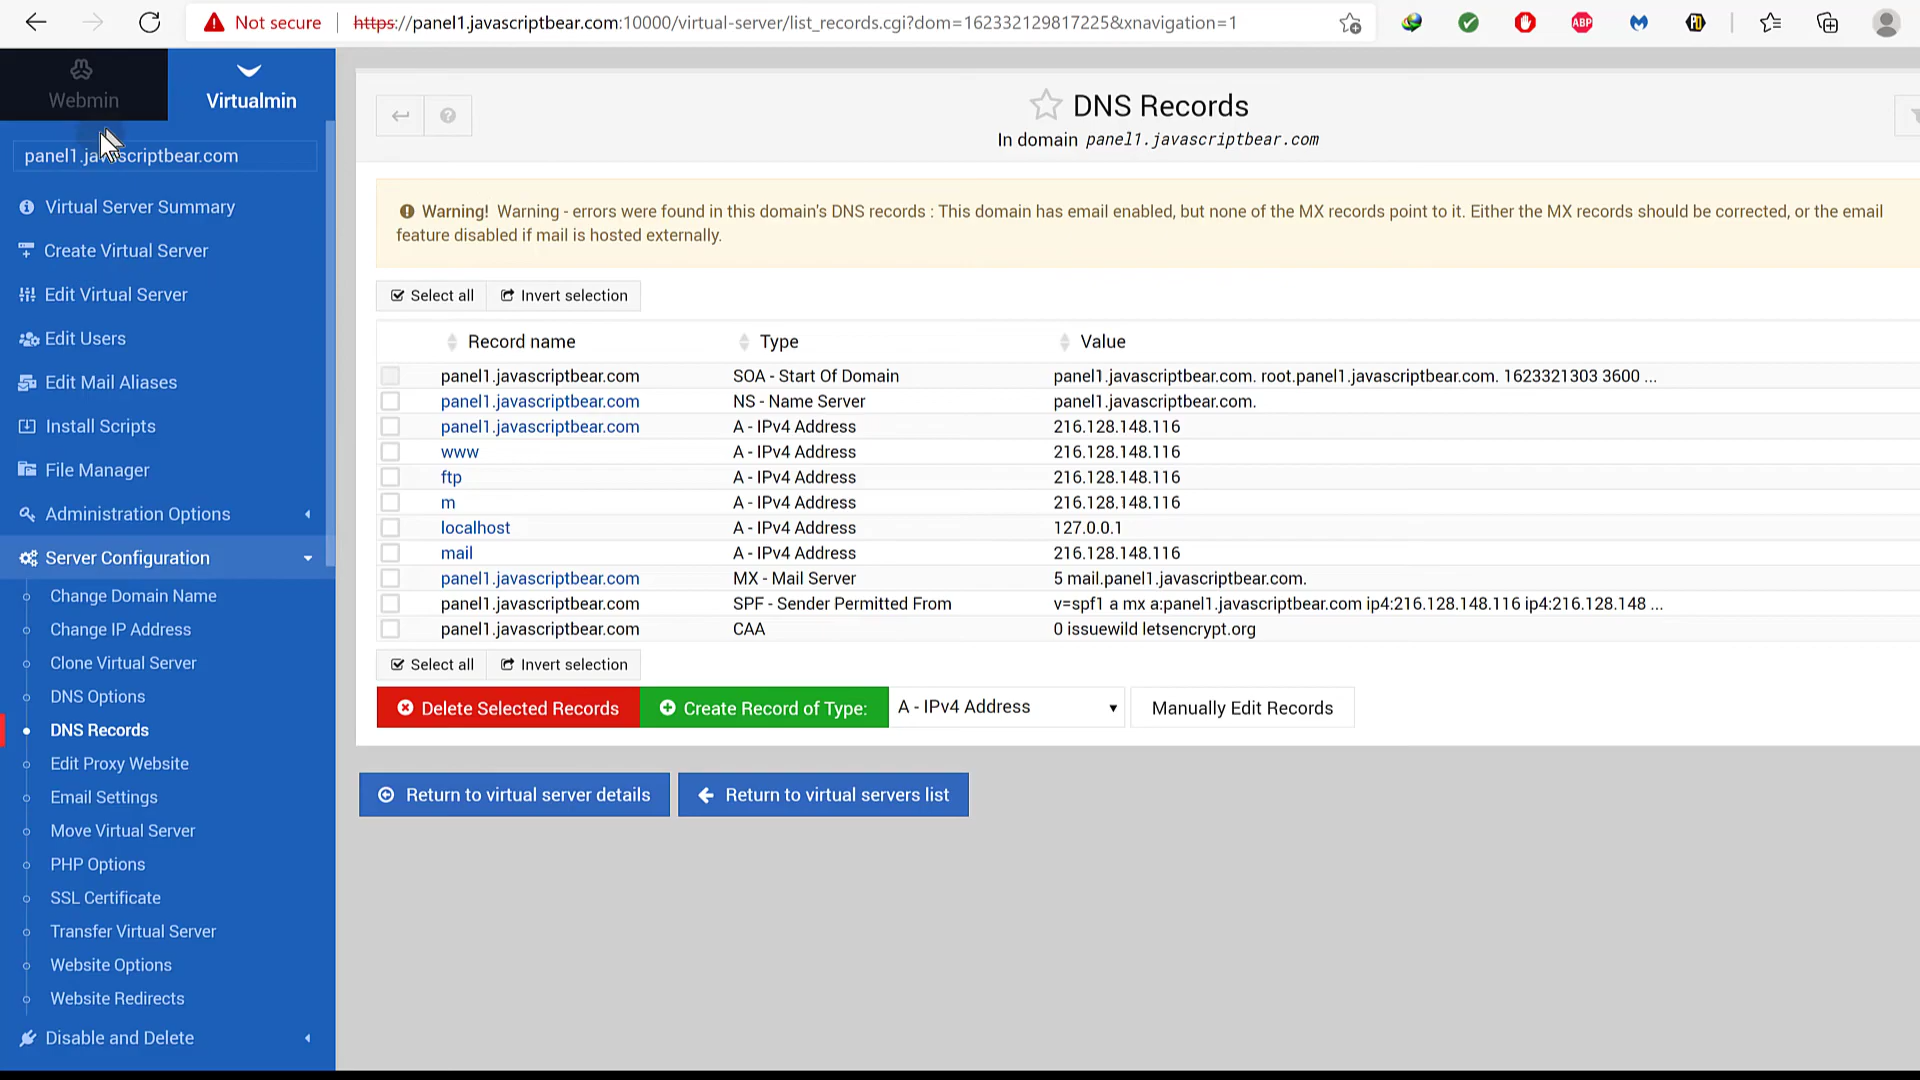 Not secure
https://panel1.javascriptbear.com:10000/virtual-server/list_records.cgi?dom=162332129817225&xnavigation=1
ABP
Webmin
Virtualmin
panel1.javascriptbear.com
Virtual Server Summary
Create Virtual Server
Edit Virtual Server
Edit Users
Edit Mail Aliases
Install Scripts
File Manager
Administration Options
Server Configuration
Change Domain Name
Change IP Address
Clone Virtual Server
DNS Options
DNS Records
Edit Proxy Website
Email Settings
Move Virtual Server
PHP Options
SSL Certificate
Transfer Virtual Server
Website Options
Website Redirects
Disable and Delete
DNS Records
In domain panel1.javascriptbear.com
Warning! Warning - errors were found in this domain's DNS records : This domain has email enabled, but none of the MX records point to it. Either the MX records should be corrected, or the email
feature disabled if mail is hosted externally.
Select all Invert selection
Record name Type Value
panel1.javascriptbear.com SOA - Start Of Domain panel1.javascriptbear.com. root.panel1.javascriptbear.com. 1623321303 3600 ...
panel1.javascriptbear.com NS - Name Server panel1.javascriptbear.com.
panel1.javascriptbear.com A - IPv4 Address 216.128.148.116
www A - IPv4 Address 216.128.148.116
ftp A - IPv4 Address 216.128.148.116
m A - IPv4 Address 216.128.148.116
localhost A - IPv4 Address 127.0.0.1
mail A - IPv4 Address 216.128.148.116
panel1.javascriptbear.com MX - Mail Server 5 mail.panel1.javascriptbear.com.
panel1.javascriptbear.com SPF - Sender Permitted From v=spf1 a mx a:panel1.javascriptbear.com ip4:216.128.148.116 ip4:216.128.148 ...
panel1.javascriptbear.com CAA 0 issuewild letsencrypt.org
Select all Invert selection
Delete Selected Records Create Record of Type: A - IPv4 Address Manually Edit Records
Return to virtual server details Return to virtual servers list